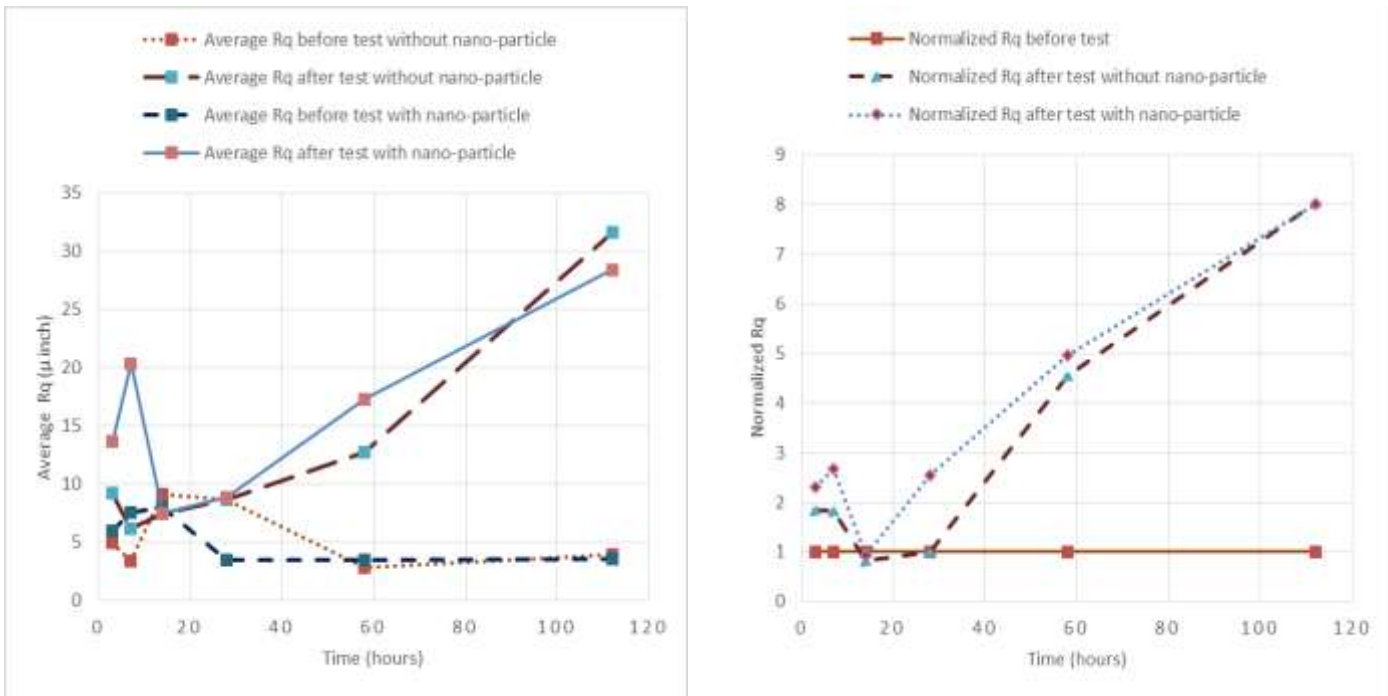 Average Rq before test without nano-particle
Average Rq after test without nano-particle
Average Rq before test with nano-particle
Average Rq after test with nano-particle
35
30
25
20
15
10
5
0
Average Rq (µ inch)
0 20 40 60 80 100 120
Time (hours)
Normalized Rq before test
Normalized Rq after test without nano-particle
Normalized Rq after test with nano-particle
9
8
7
6
5
4
3
2
1
0
Normalized Rq
0 20 40 60 80 100 120
Time (hours)